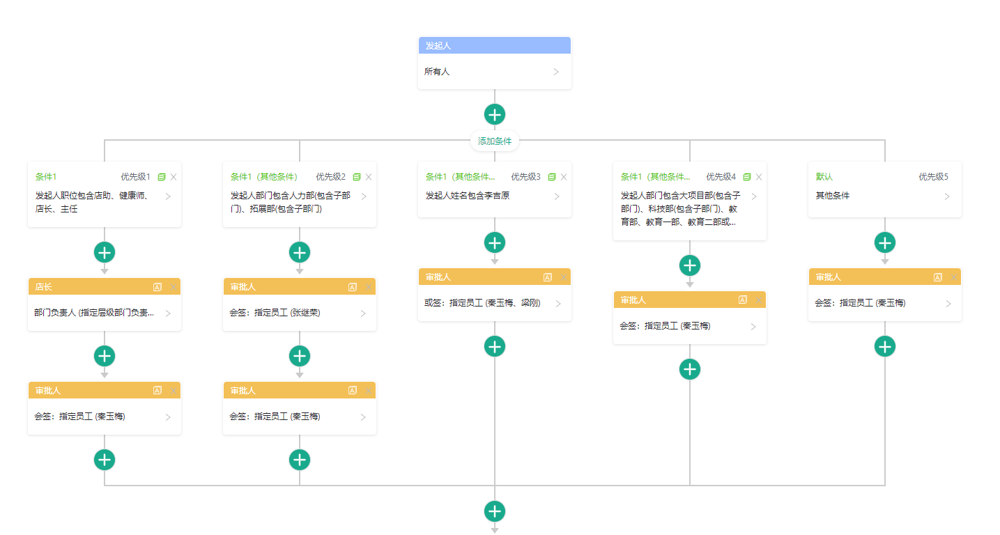 发起人
所有人
添加条件
条件1 优先级1
发起人职位包含店助、健康师、
店长、主任
店长
部门负责人 (指定层级部门负责...
审批人
会签：指定员工 (秦玉梅)
条件1（其他条件） 优先级2
发起人部门包含人力部(包含子部
门)、拓展部(包含子部门)
审批人
会签：指定员工 (张继荣)
审批人
会签：指定员工 (秦玉梅)
条件1（其他条件... 优先级3
发起人姓名包含李吉原
审批人
或签：指定员工 (秦玉梅、梁刚)
条件1（其他条件... 优先级4
发起人部门包含大项目部(包含子
部门)、科技部(包含子部门)、教
育部、教育一部、教育二部或...
审批人
会签：指定员工 (秦玉梅)
默认 优先级5
其他条件
审批人
会签：指定员工 (秦玉梅)